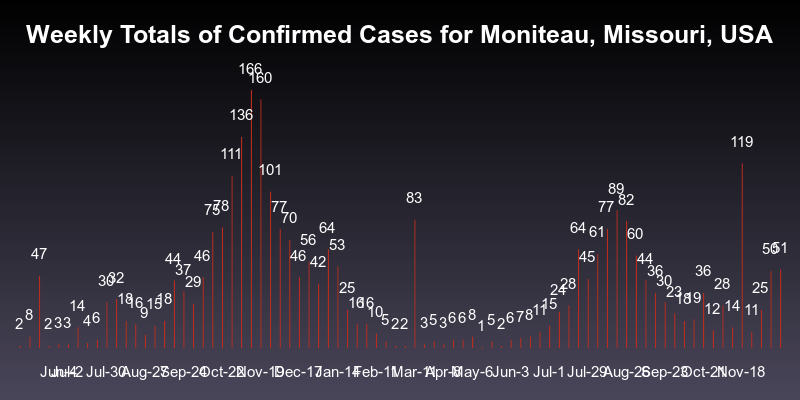 Weekly Totals of Confirmed Cases for Moniteau, Missouri, USA
2 8 47 2 3 3 14 4 6 30 32 18 16 9 15 18 44 37 29 46 75 78 111 136 166 160 101 77 70 46 56 42 64 53 25 16 16 10 5 2 2 83 3 5 3 6 6 8 1 5 2 6 7 8 11 15 24 28 64 45 61 77 89 82 60 44 36 30 23 18 19 36 12 28 14 119 11 25 50 51
Jun-4 Jul-2 Jul-30 Aug-27 Sep-24 Oct-22 Nov-19 Dec-17 Jan-14 Feb-11 Mar-11 Apr-8 May-6 Jun-3 Jul-1 Jul-29 Aug-26 Sep-23 Oct-21 Nov-18